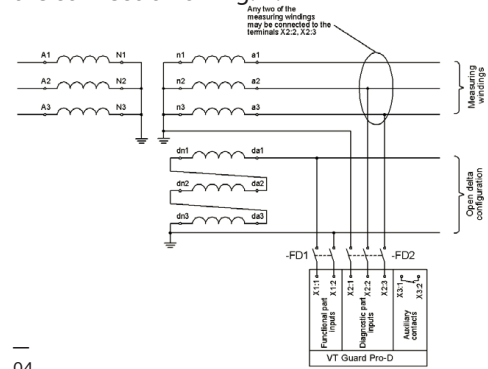 Any two of the
measuring windings
may be connected to the
terminals X2:2, X2:3
A1 N1 n1 a1
A2 N2 n2 a2
A3 N3 n3 a3
Measuring
windings
dn1 da1
dn2 da2
dn3 da3
Open delta
configuration
-FD1 -FD2
X1:1 X1:2 X2:1 X2:2 X2:3 X3:1 X3:2
Functional part
inputs
Diagnostic part
inputs
Auxiliary
contacts
VT Guard Pro-D
04